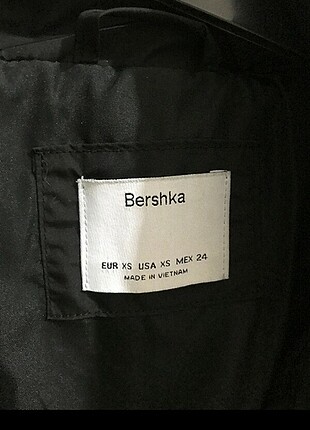 Bershka
EUR XS USA XS MEX 24
MADE IN VIETNAM